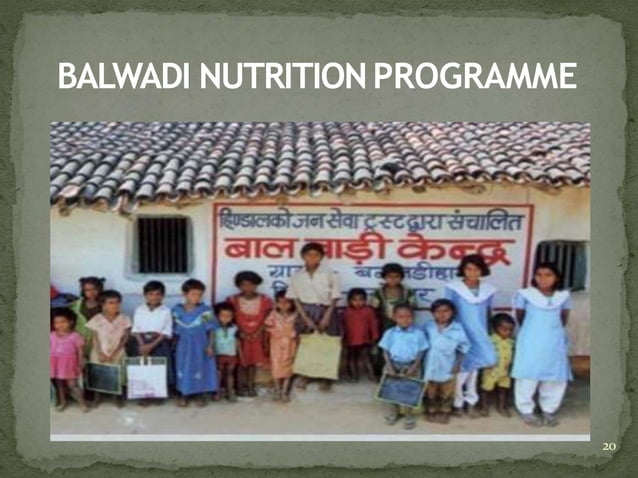 BALWADI NUTRITION PROGRAMME
हिण्डालको जन सेवा ट्रस्ट द्वारा संचालित
बाल वाड़ी केन्द्र
20